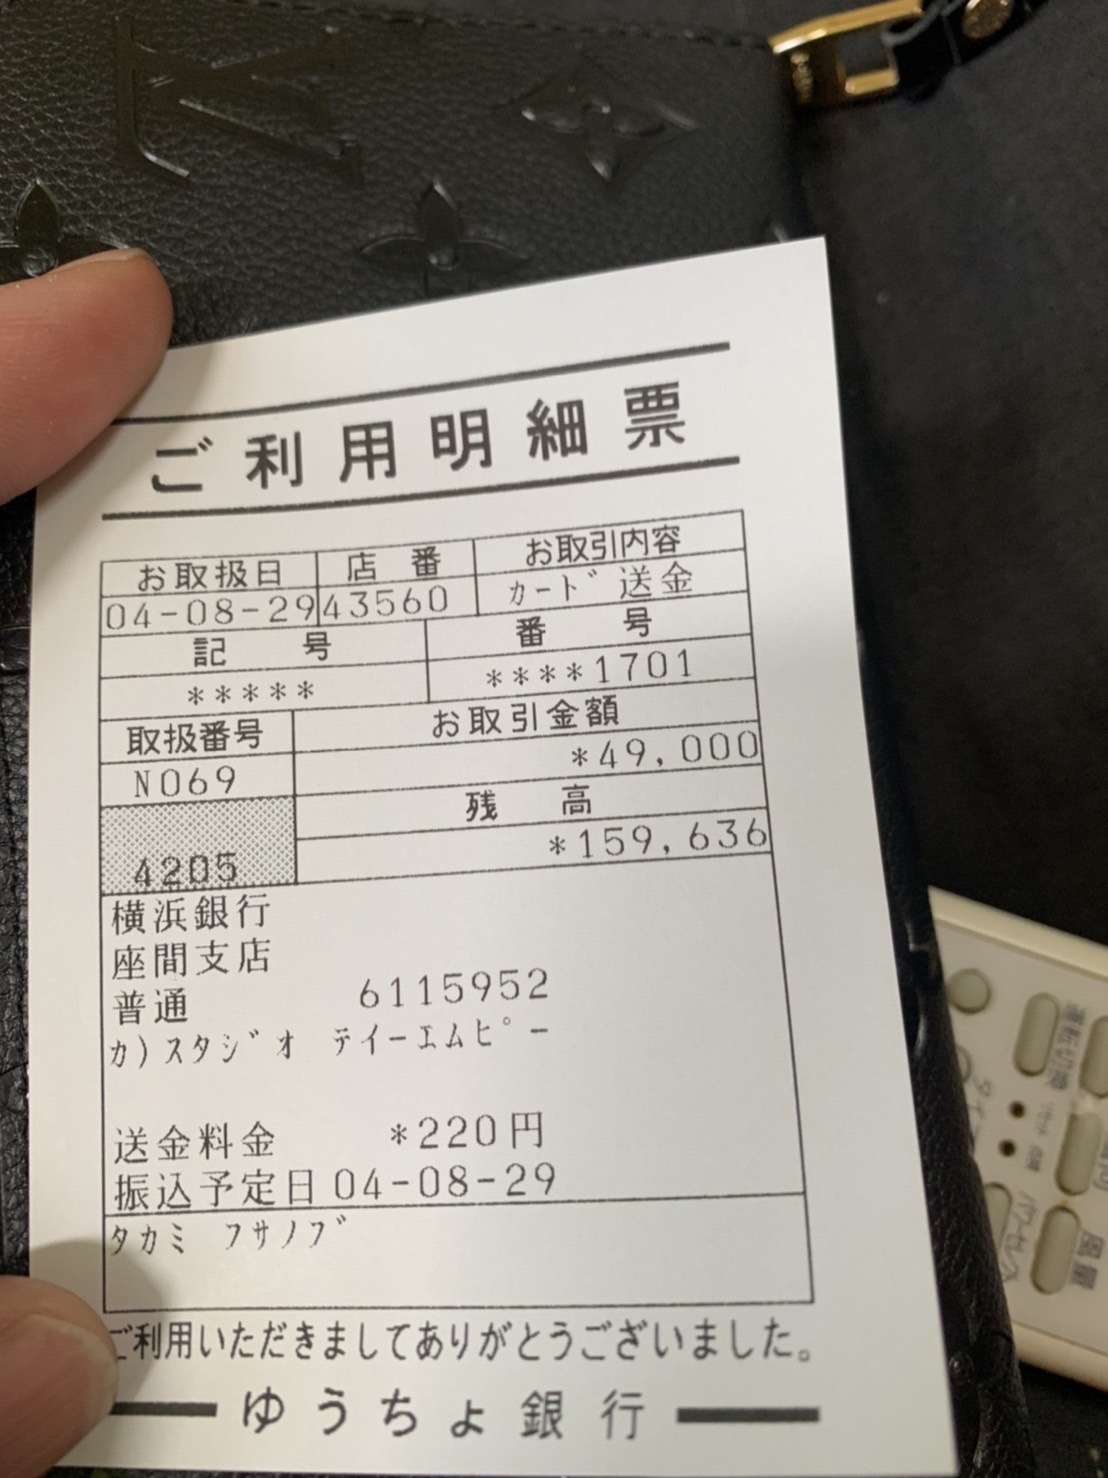 ご利用明細票
お取扱日 店番 お取引内容
04-08-29 43560 カード送金
記号 番号
***** ****1701
取扱番号 お取引金額
N069 *49,000
残高
4205 *159,636
横浜銀行
座間支店
普通 6115952
カ)スタジオ テイーエムピー
送金料金 *220円
振込予定日 04-08-29
タカミ フサノブ
ご利用いただきましてありがとうございました。
ゆうちょ銀行
運転切換
風量